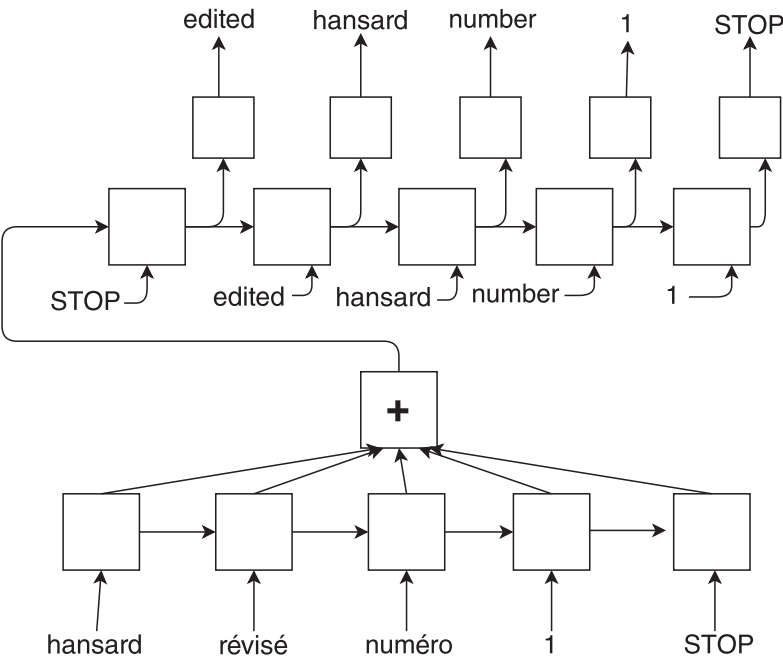 edited hansard number 1 STOP
STOP edited hansard number 1
+
hansard révisé numéro 1 STOP